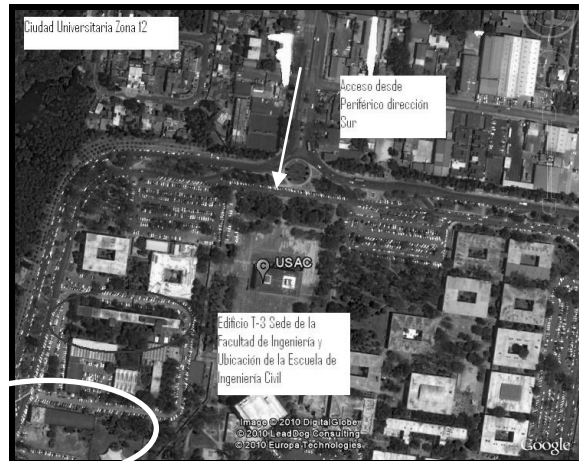 Ciudad Universitaria Zona 12
Acceso desde
Periférico dirección
Sur
C
USAC
Edificio T-3 Sede de la
Facultad de Ingeniería y
Ubicación de la Escuela de
Ingeniería Civil
Image © 2010 DigitalGlobe
© 2010 LeadDog Consulting
© 2010 Europa Technologies
Google